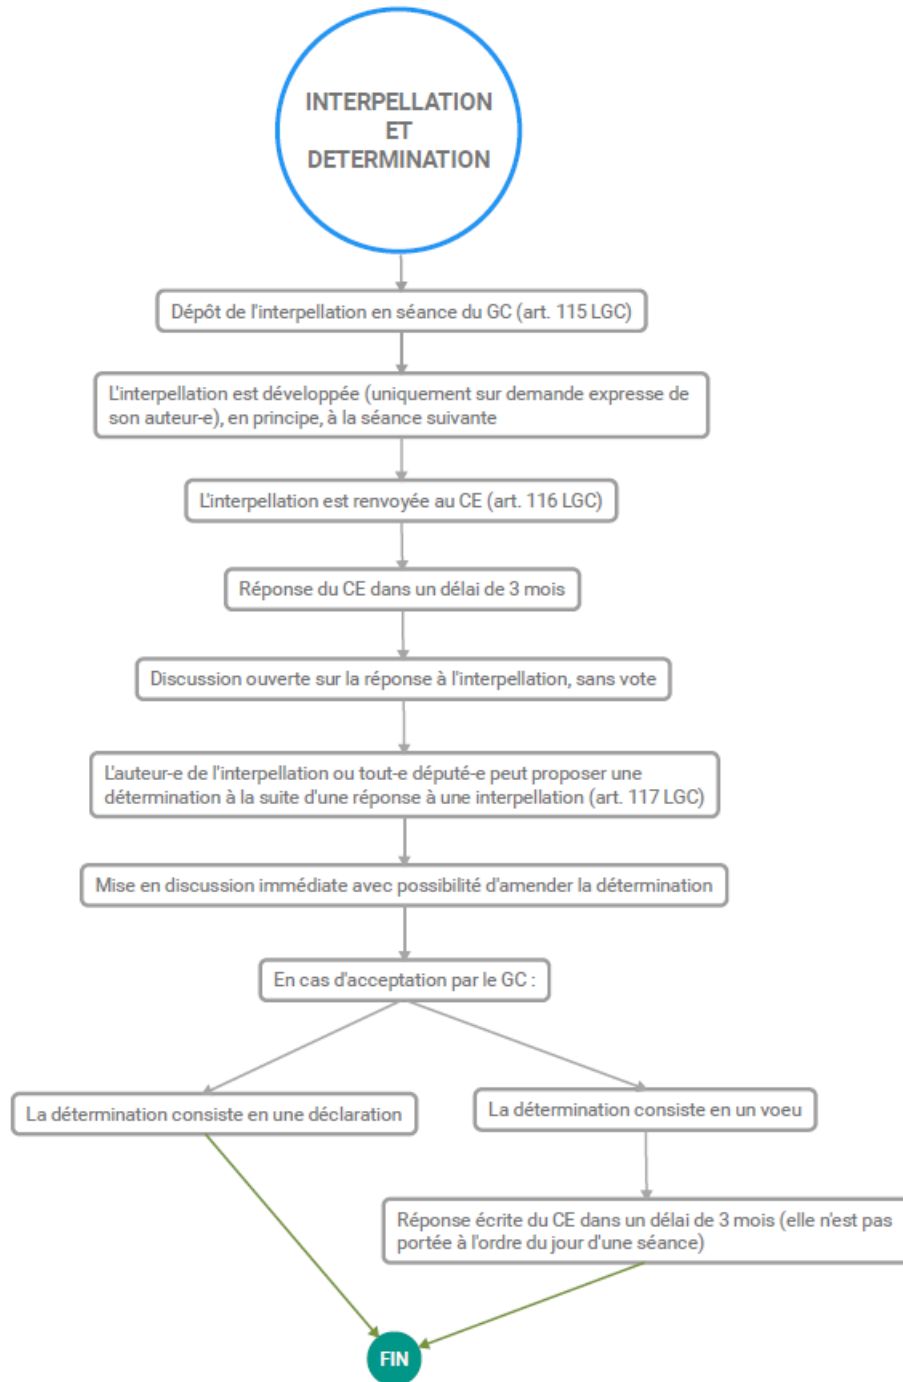 INTERPELLATION
ET
DETERMINATION
Dépôt de l'interpellation en séance du GC (art. 115 LGC)
L'interpellation est développée (uniquement sur demande expresse de
son auteur-e), en principe, à la séance suivante
L'interpellation est renvoyée au CE (art. 116 LGC)
Réponse du CE dans un délai de 3 mois
Discussion ouverte sur la réponse à l'interpellation, sans vote
L'auteur-e de l'interpellation ou tout-e député-e peut proposer une
détermination à la suite d'une réponse à une interpellation (art. 117 LGC)
Mise en discussion immédiate avec possibilité d'amender la détermination
En cas d'acceptation par le GC :
La détermination consiste en une déclaration
La détermination consiste en un voeu
Réponse écrite du CE dans un délai de 3 mois (elle n'est pas
portée à l'ordre du jour d'une séance)
FIN